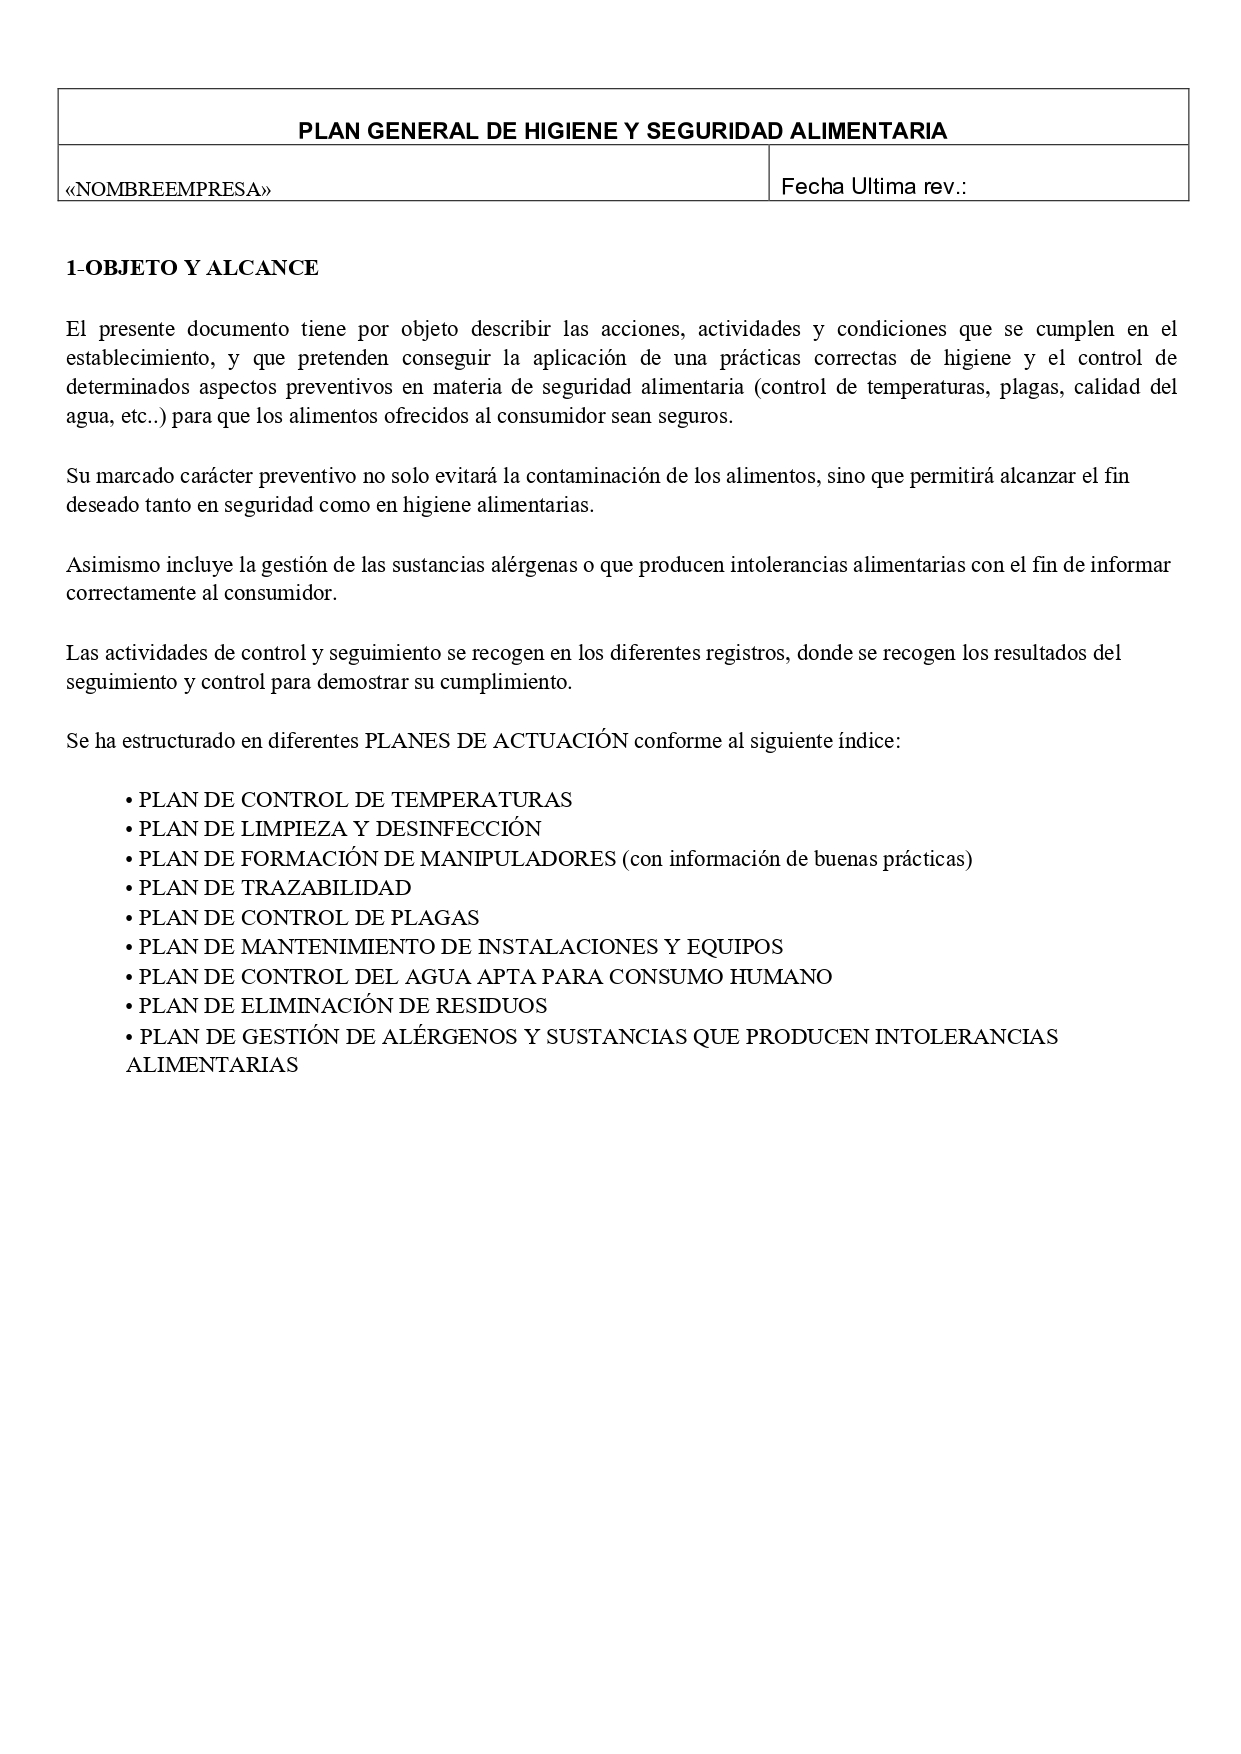 PLAN GENERAL DE HIGIENE Y SEGURIDAD ALIMENTARIA
«NOMBREEMPRESA»
Fecha Ultima rev.:
1-OBJETO Y ALCANCE
El presente documento tiene por objeto describir las acciones, actividades y condiciones que se cumplen en el
establecimiento, y que pretenden conseguir la aplicación de una prácticas correctas de higiene y el control de
determinados aspectos preventivos en materia de seguridad alimentaria (control de temperaturas, plagas, calidad del
agua, etc..) para que los alimentos ofrecidos al consumidor sean seguros.
Su marcado carácter preventivo no solo evitará la contaminación de los alimentos, sino que permitirá alcanzar el fin
deseado tanto en seguridad como en higiene alimentarias.
Asimismo incluye la gestión de las sustancias alérgenas o que producen intolerancias alimentarias con el fin de informar
correctamente al consumidor.
Las actividades de control y seguimiento se recogen en los diferentes registros, donde se recogen los resultados del
seguimiento y control para demostrar su cumplimiento.
Se ha estructurado en diferentes PLANES DE ACTUACIÓN conforme al siguiente índice:
• PLAN DE CONTROL DE TEMPERATURAS
• PLAN DE LIMPIEZA Y DESINFECCIÓN
• PLAN DE FORMACIÓN DE MANIPULADORES (con información de buenas prácticas)
• PLAN DE TRAZABILIDAD
• PLAN DE CONTROL DE PLAGAS
• PLAN DE MANTENIMIENTO DE INSTALACIONES Y EQUIPOS
• PLAN DE CONTROL DEL AGUA APTA PARA CONSUMO HUMANO
• PLAN DE ELIMINACIÓN DE RESIDUOS
• PLAN DE GESTIÓN DE ALÉRGENOS Y SUSTANCIAS QUE PRODUCEN INTOLERANCIAS
ALIMENTARIAS